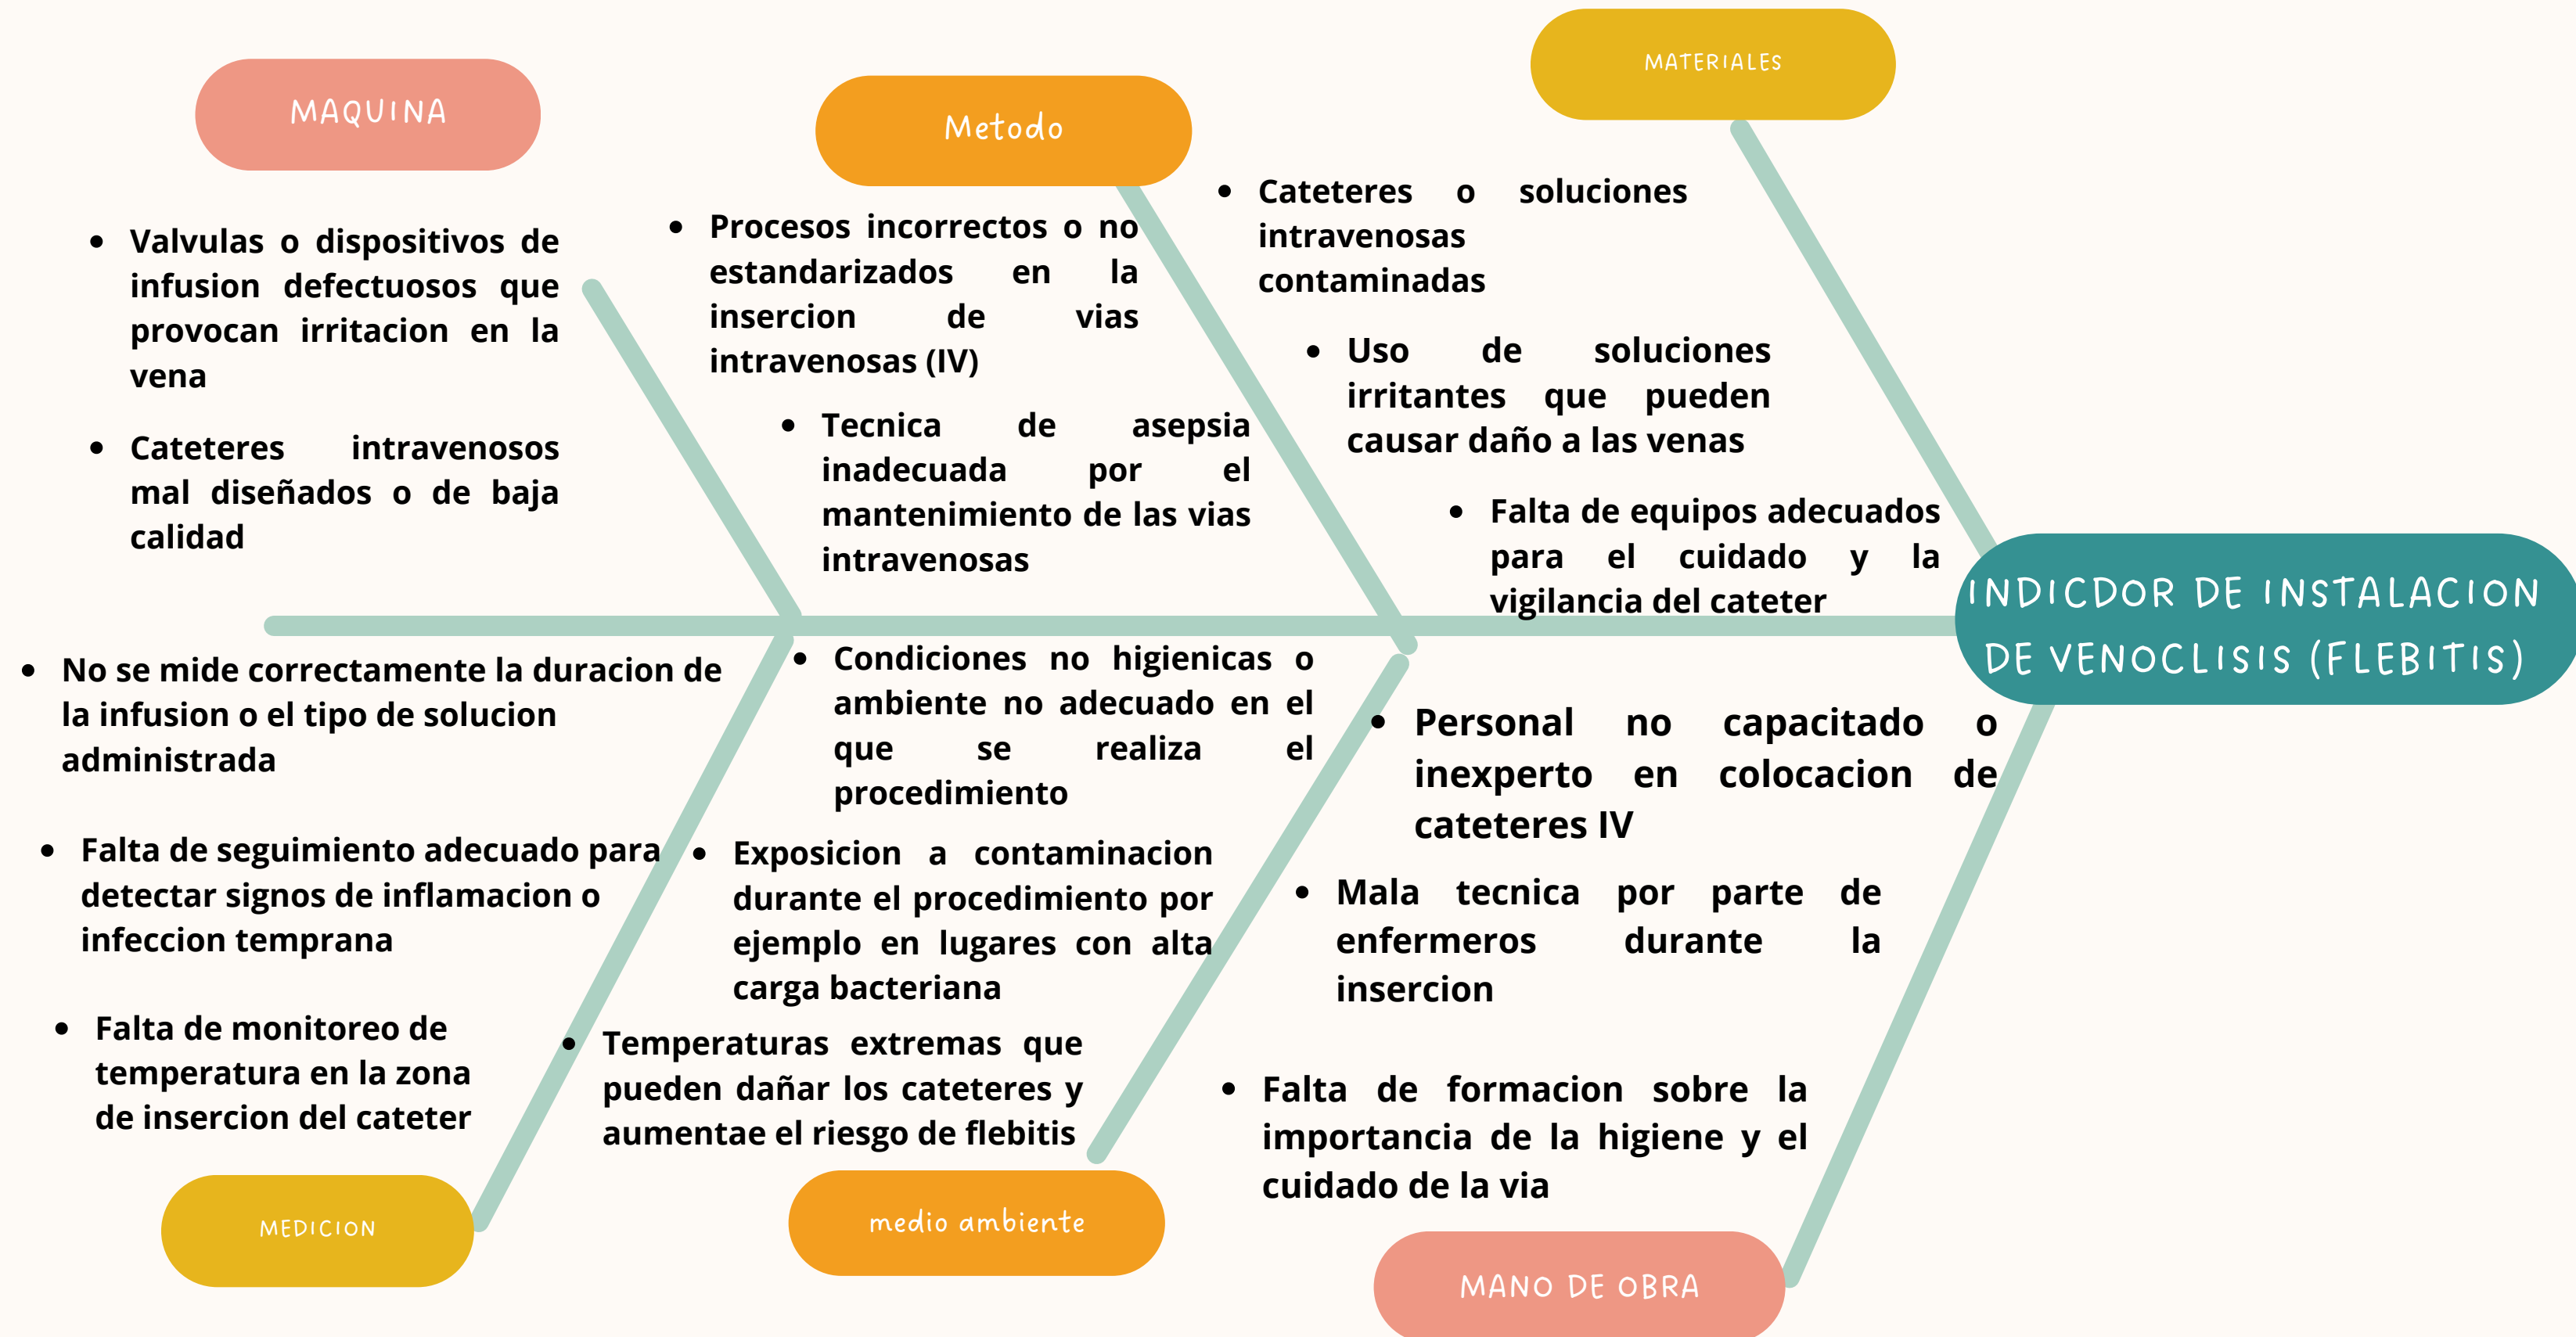 MAQUINA
• Valvulas o dispositivos de
infusion defectuosos que
provocan irritacion en la
vena
• Cateteres intravenosos
mal diseñados o de baja
calidad
Metodo
• Procesos incorrectos o no
estandarizados en la
insercion de vias
intravenosas (IV)
• Tecnica de asepsia
inadecuada por el
mantenimiento de las vias
intravenosas
MATERIALES
• Cateteres o soluciones
intravenosas
contaminadas
• Uso de soluciones
irritantes que pueden
causar daño a las venas
• Falta de equipos adecuados
para el cuidado y la
vigilancia del cateter
INDICDOR DE INSTALACION
DE VENOCLISIS (FLEBITIS)
• No se mide correctamente la duracion de
la infusion o el tipo de solucion
administrada
• Falta de seguimiento adecuado para
detectar signos de inflamacion o
infeccion temprana
• Falta de monitoreo de
temperatura en la zona
de insercion del cateter
MEDICION
• Condiciones no higienicas o
ambiente no adecuado en el
que se realiza el
procedimiento
• Exposicion a contaminacion
durante el procedimiento por
ejemplo en lugares con alta
carga bacteriana
• Temperaturas extremas que
pueden dañar los cateteres y
aumentae el riesgo de flebitis
medio ambiente
• Personal no capacitado o
inexperto en colocacion de
cateteres IV
• Mala tecnica por parte de
enfermeros durante la
insercion
• Falta de formacion sobre la
importancia de la higiene y el
cuidado de la via
MANO DE OBRA